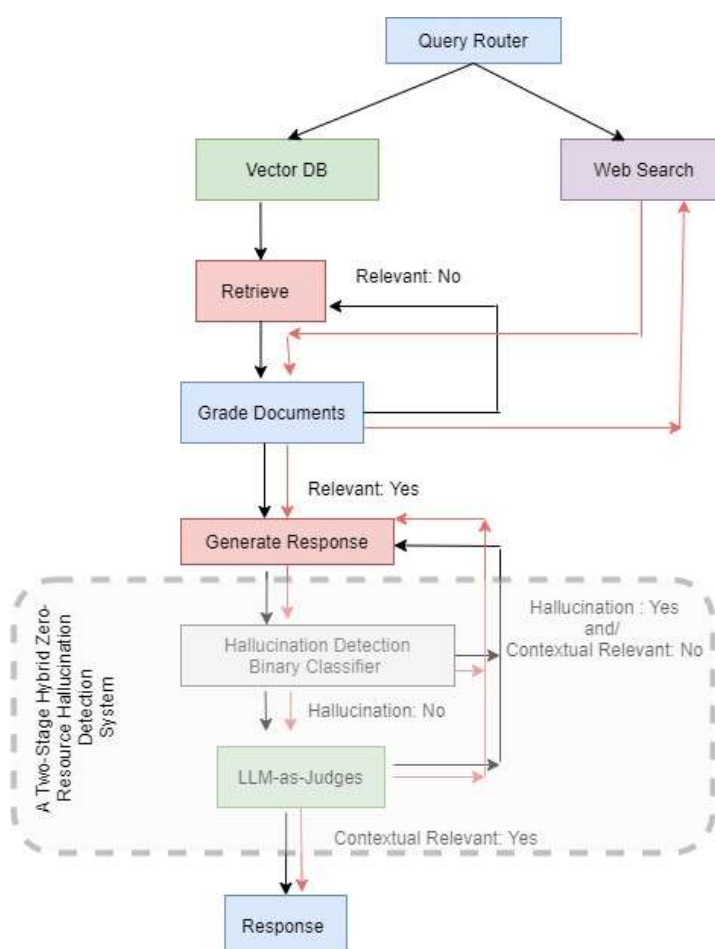 Query Router
Vector DB
Web Search
Relevant: No
Retrieve
Grade Documents
Relevant: Yes
Generate Response
A Two-Stage Hybrid Zero-
Resource Hallucination
Detection
System
Hallucination : Yes
and/
Contextual Relevant: No
Hallucination Detection
Binary Classifier
Hallucination: No
LLM-as-Judges
Contextual Relevant: Yes
Response